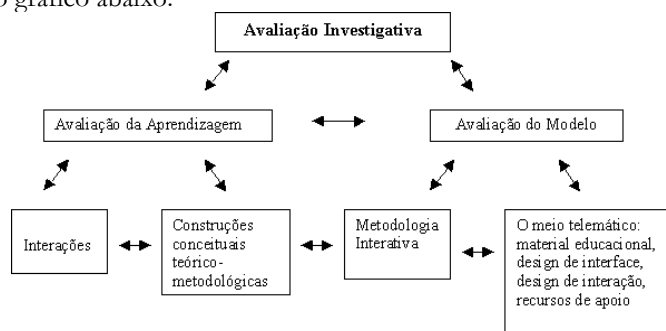 o gráfico abaixo.
Avaliação Investigativa
Avaliação da Aprendizagem
Avaliação do Modelo
Interações
Construções
conceituais
teórico-
metodológicas
Metodologia
Interativa
O meio telemático:
material educacional,
design de interface,
design de interação,
recursos de apoio